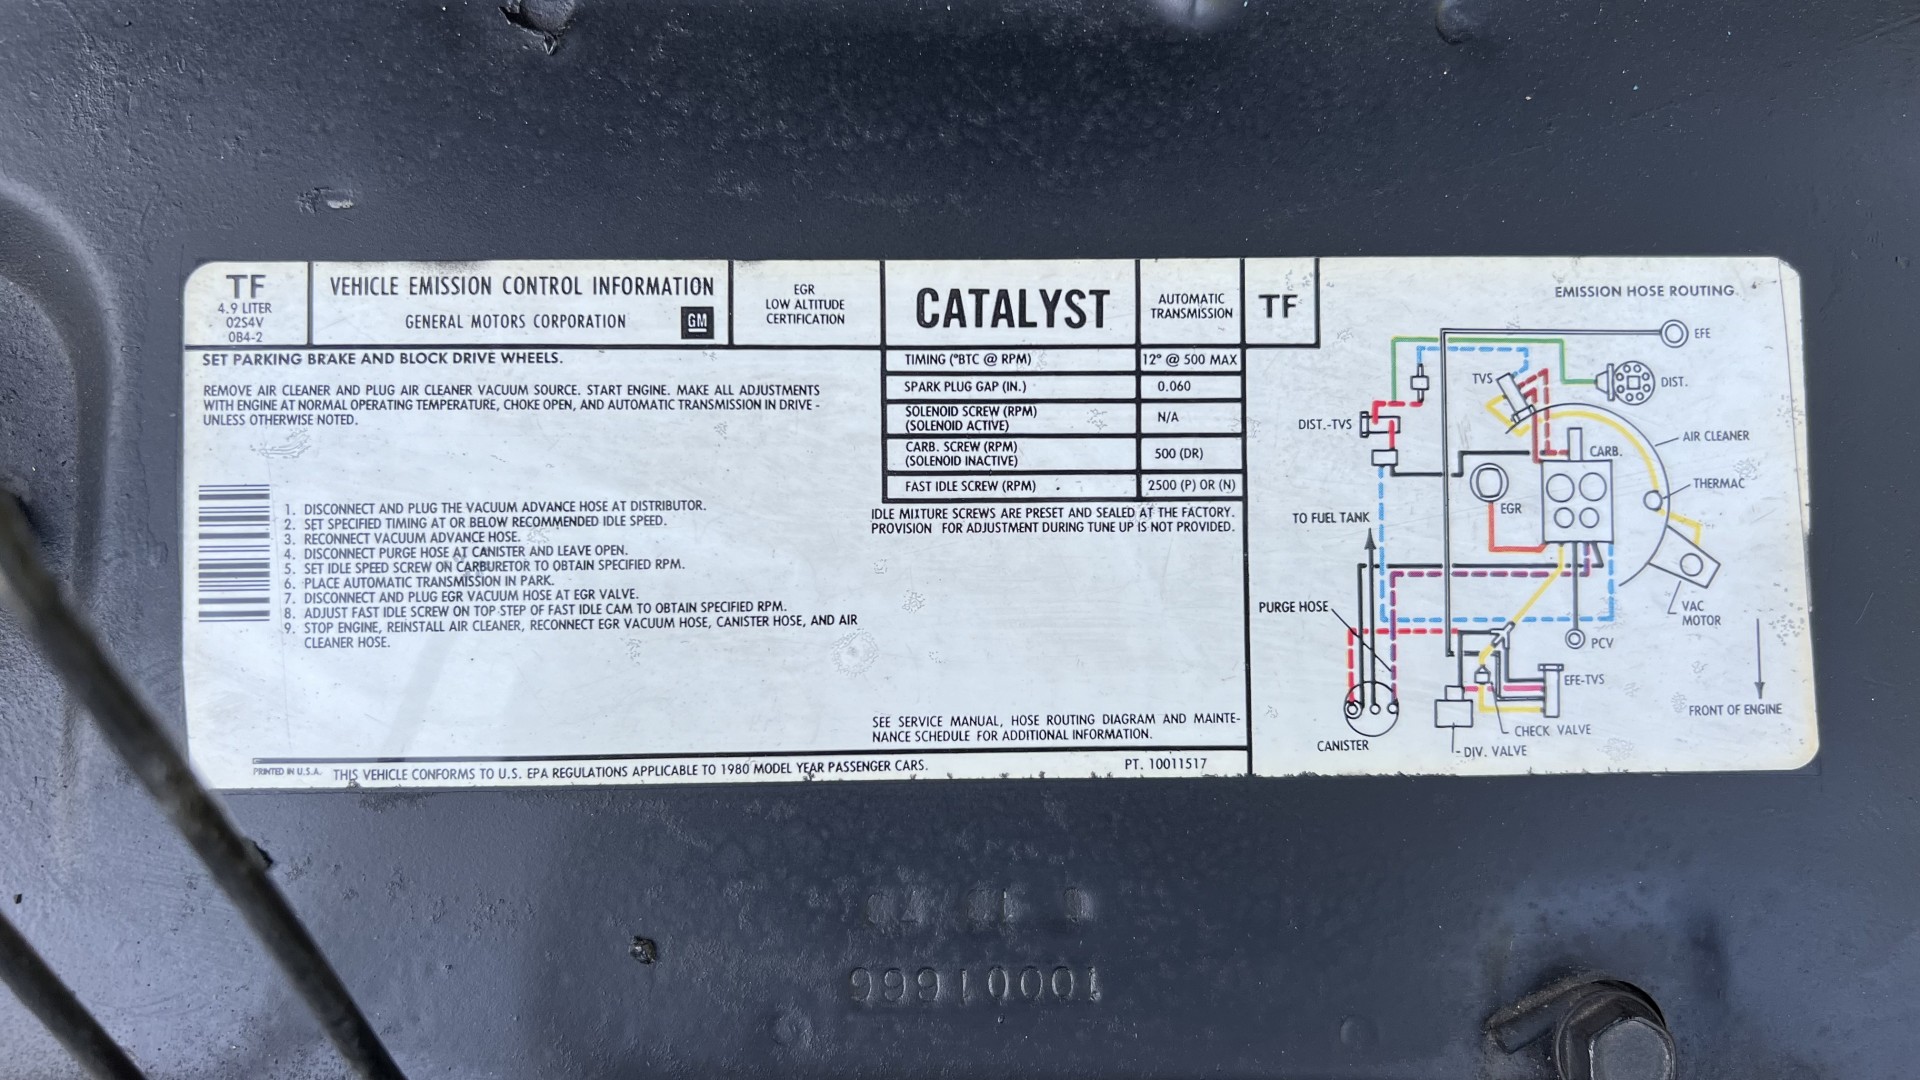 TF
4.9 LITER
02S4V
0B4-2
VEHICLE EMISSION CONTROL INFORMATION
GENERAL MOTORS CORPORATION
GM
EGR
LOW ALTITUDE
CERTIFICATION
CATALYST
AUTOMATIC
TRANSMISSION
TF
SET PARKING BRAKE AND BLOCK DRIVE WHEELS.
REMOVE AIR CLEANER AND PLUG AIR CLEANER VACUUM SOURCE. START ENGINE. MAKE ALL ADJUSTMENTS
WITH ENGINE AT NORMAL OPERATING TEMPERATURE, CHOKE OPEN, AND AUTOMATIC TRANSMISSION IN DRIVE -
UNLESS OTHERWISE NOTED.
1. DISCONNECT AND PLUG THE VACUUM ADVANCE HOSE AT DISTRIBUTOR.
2. SET SPECIFIED TIMING AT OR BELOW RECOMMENDED IDLE SPEED.
3. RECONNECT VACUUM ADVANCE HOSE.
4. DISCONNECT PURGE HOSE AT CANISTER AND LEAVE OPEN.
5. SET IDLE SPEED SCREW ON CARBURETOR TO OBTAIN SPECIFIED RPM.
6. PLACE AUTOMATIC TRANSMISSION IN PARK.
7. DISCONNECT AND PLUG EGR VACUUM HOSE AT EGR VALVE.
8. ADJUST FAST IDLE SCREW ON TOP STEP OF FAST IDLE CAM TO OBTAIN SPECIFIED RPM.
9. STOP ENGINE, REINSTALL AIR CLEANER, RECONNECT EGR VACUUM HOSE, CANISTER HOSE, AND AIR
CLEANER HOSE.
TIMING (°BTC @ RPM) 12° @ 500 MAX
SPARK PLUG GAP (IN.) 0.060
SOLENOID SCREW (RPM)
(SOLENOID ACTIVE) N/A
CARB. SCREW (RPM)
(SOLENOID INACTIVE) 500 (DR)
FAST IDLE SCREW (RPM) 2500 (P) OR (N)
IDLE MIXTURE SCREWS ARE PRESET AND SEALED AT THE FACTORY.
PROVISION FOR ADJUSTMENT DURING TUNE UP IS NOT PROVIDED.
SEE SERVICE MANUAL, HOSE ROUTING DIAGRAM AND MAINTE-
NANCE SCHEDULE FOR ADDITIONAL INFORMATION.
PRINTED IN U.S.A. THIS VEHICLE CONFORMS TO U.S. EPA REGULATIONS APPLICABLE TO 1980 MODEL YEAR PASSENGER CARS. PT. 10011517
EMISSION HOSE ROUTING
EFE
TVS
DIST.
DIST.-TVS
AIR CLEANER
CARB.
THERMAC
EGR
TO FUEL TANK
PURGE HOSE
VAC
MOTOR
PCV
EFE-TVS
FRONT OF ENGINE
CHECK VALVE
CANISTER
DIV. VALVE
10001666